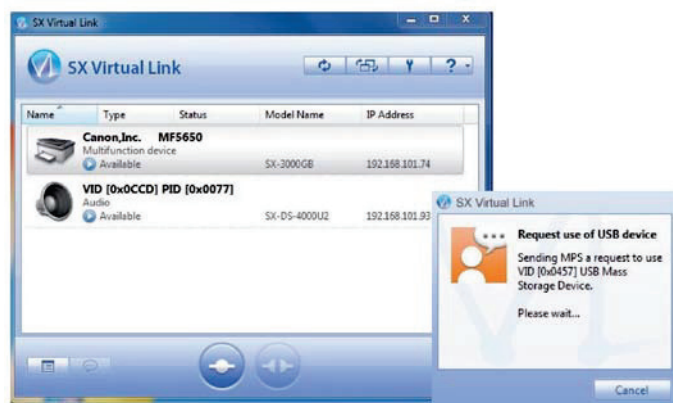 SX Virtual Link
SX Virtual Link
Name Type Status Model Name IP Address
Canon,Inc. MF5650
Multifunction device
Available SX-3000GB 192.168.101.74
VID [0x0CCD] PID [0x0077]
Audio
Available SX-DS-4000U2 192.168.101.93
SX Virtual Link
Request use of USB device
Sending MPS a request to use
VID [0x0457] USB Mass
Storage Device.
Please wait...
Cancel